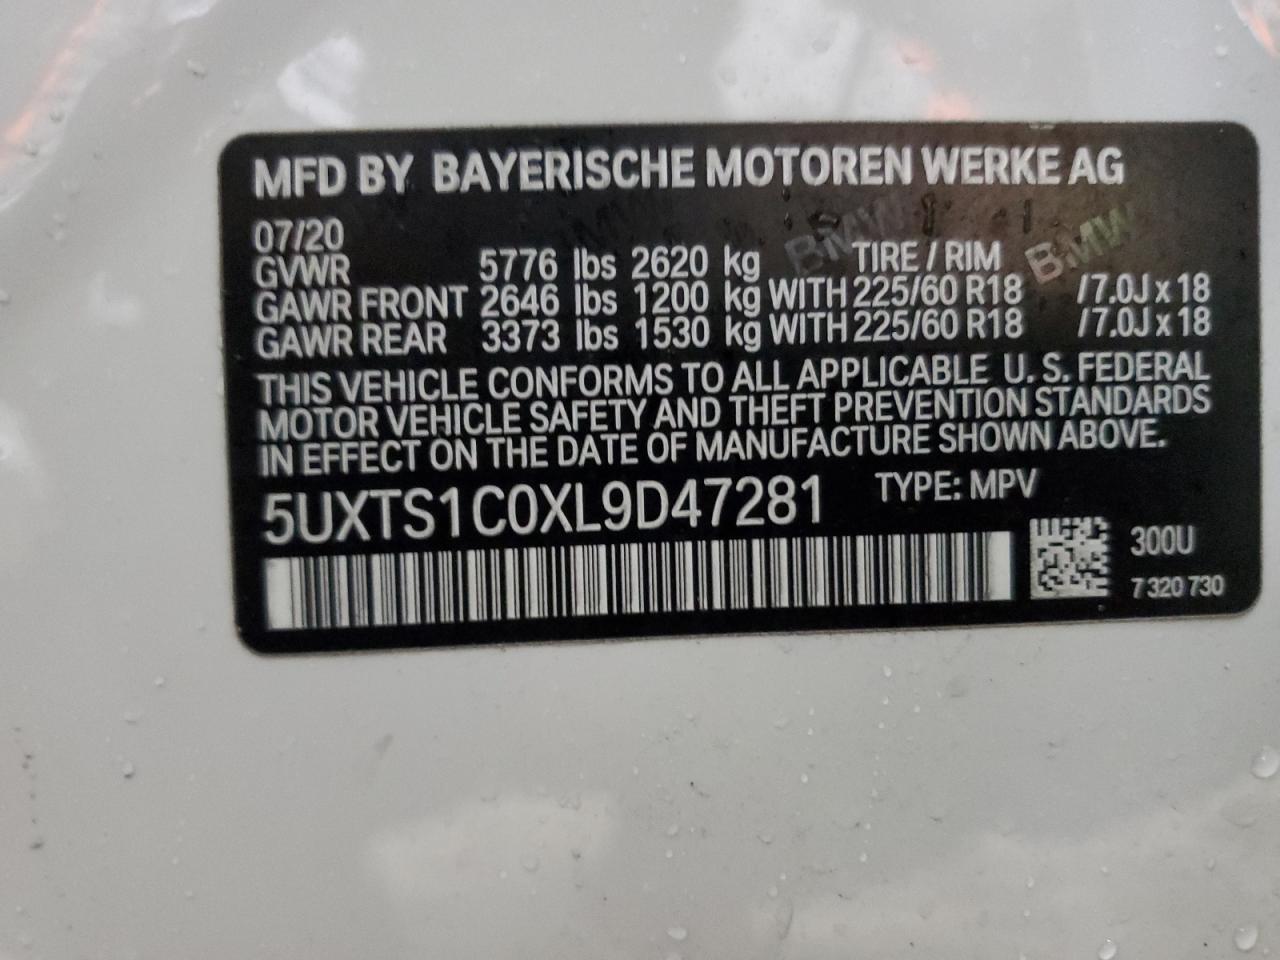 MFD BY BAYERISCHE MOTOREN WERKE AG
07/20
GVWR 5776 lbs 2620 kg TIRE / RIM
GAWR FRONT 2646 lbs 1200 kg WITH 225/60 R18 /7.0J x 18
GAWR REAR 3373 lbs 1530 kg WITH 225/60 R18 /7.0J x 18
THIS VEHICLE CONFORMS TO ALL APPLICABLE U. S. FEDERAL
MOTOR VEHICLE SAFETY AND THEFT PREVENTION STANDARDS
IN EFFECT ON THE DATE OF MANUFACTURE SHOWN ABOVE.
5UXTS1C0XL9D47281 TYPE: MPV
300U
7 320 730
BMW
BMW
BMW